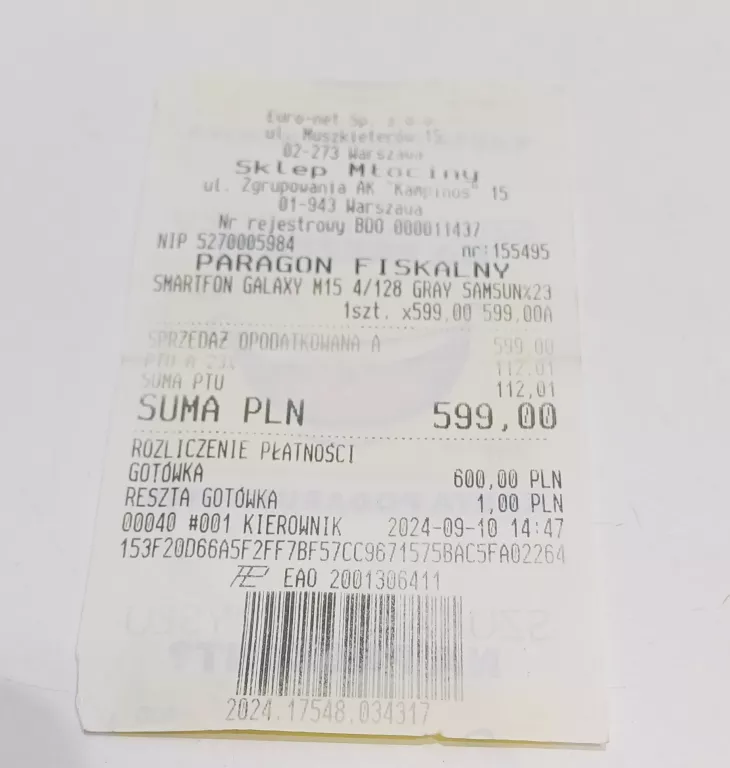 Euro-net Sp. z o.o.
ul. Muszkieterów 15
02-273 Warszawa
Sklep Młociny
ul. Zgrupowania AK "Kampinos" 15
01-943 Warszawa
Nr rejestrowy BDO 000011437
NIP 5270005984 nr:155495
PARAGON FISKALNY
SMARTFON GALAXY M15 4/128 GRAY SAMSUN%23
1szt. x599,00 599,00A
SPRZEDAŻ OPODATKOWANA A 599,00
PTU A 23% 112,01
SUMA PTU 112,01
SUMA PLN 599,00
ROZLICZENIE PŁATNOŚCI
GOTÓWKA 600,00 PLN
RESZTA GOTÓWKA 1,00 PLN
00040 #001 KIEROWNIK 2024-09-10 14:47
153F20D66A5F2FF7BF57CC9671575BAC5FA02264
EAO 2001306411
2024.17548.034317